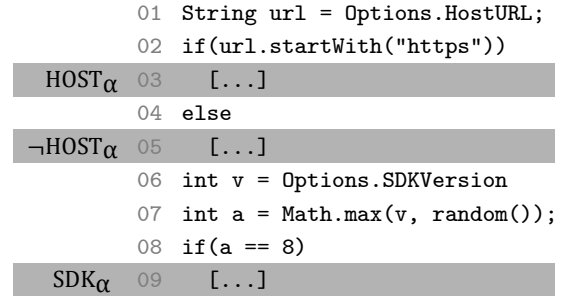 01 String url = Options.HostURL;
02 if(url.startWith("https"))
HOSTα 03 [...]
04 else
¬HOSTα 05 [...]
06 int v = Options.SDKVersion
07 int a = Math.max(v, random());
08 if(a == 8)
SDKα 09 [...]